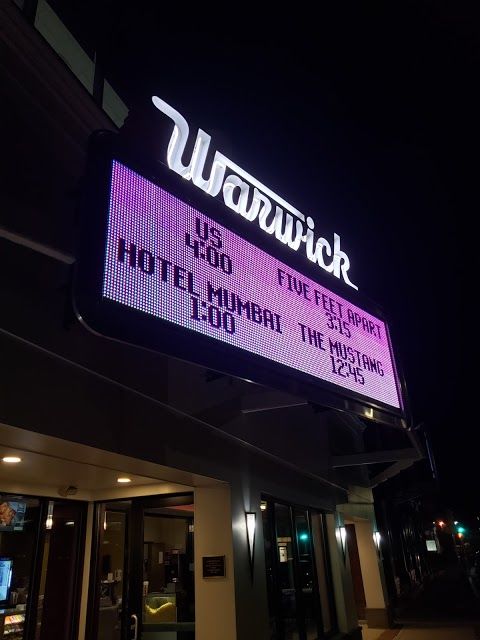 Warwick
US
4:00
HOTEL MUMBAI
1:00
FIVE FEET APART
3:15
THE MUSTANG
12:45